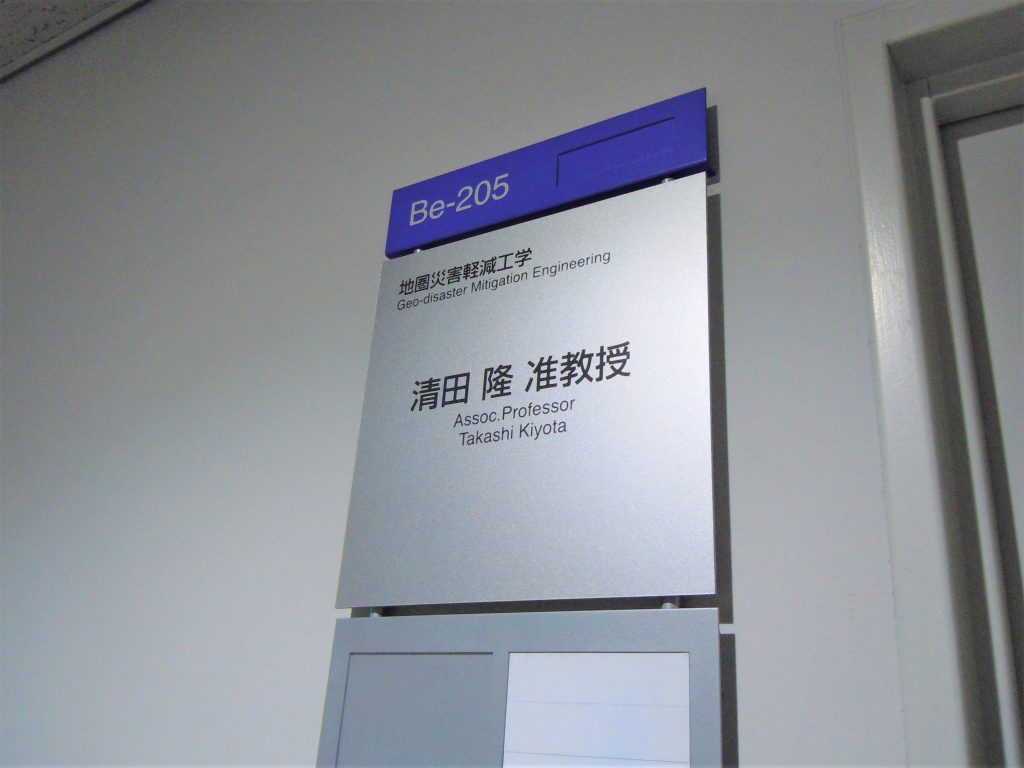 Be-205
地圏災害軽減工学
Geo-disaster Mitigation Engineering
清田 隆 准教授
Assoc.Professor
Takashi Kiyota